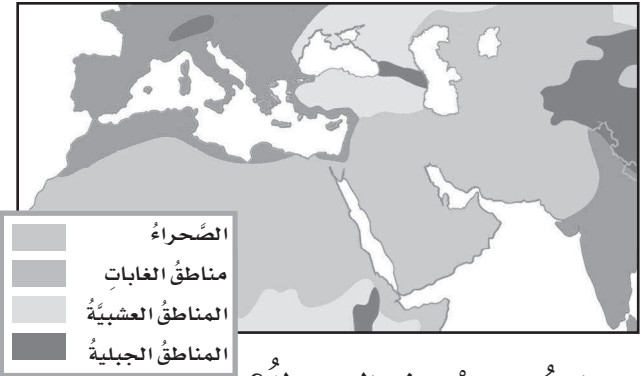 الصَّحراءُ
مناطقُ الغاباتِ
المناطقُ العشبيَّةُ
المناطقُ الجبليةُ